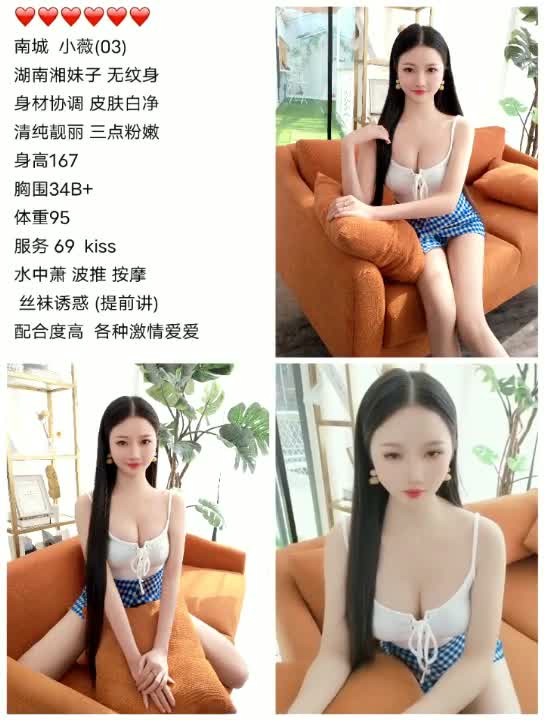 ❤️❤️❤️❤️❤️❤️
南城 小薇(03)
湖南湘妹子 无纹身
身材协调 皮肤白净
清纯靓丽 三点粉嫩
身高167
胸围34B+
体重95
服务 69 kiss
水中萧 波推 按摩
丝袜诱惑 (提前讲)
配合度高 各种激情爱爱